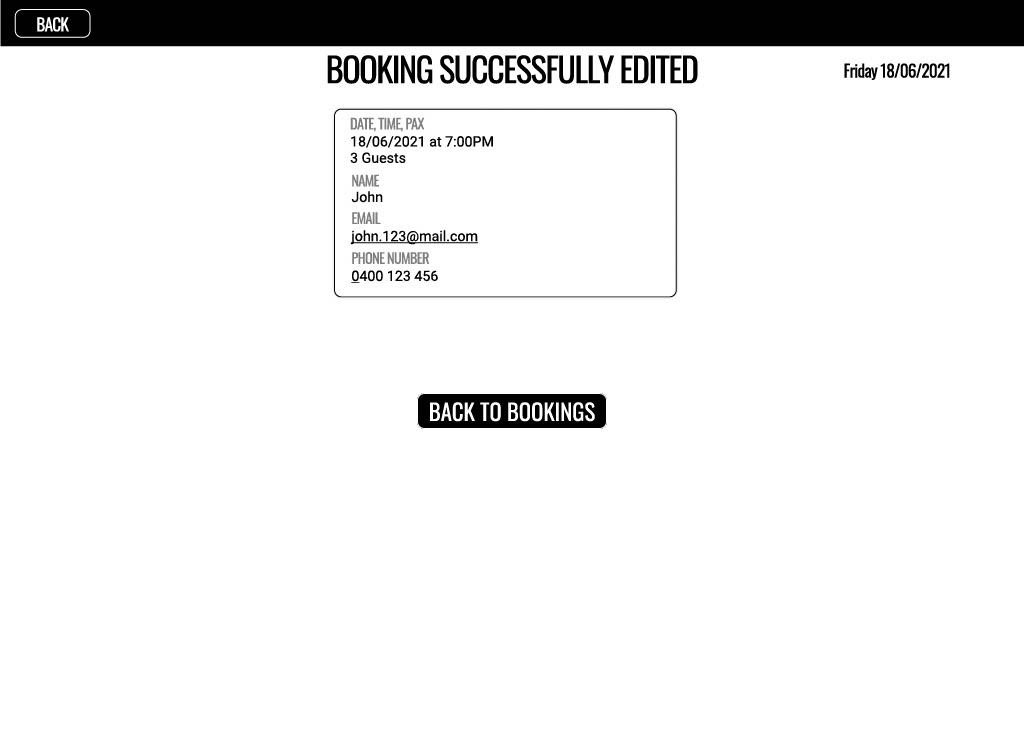 BACK
BOOKING SUCCESSFULLY EDITED
Friday 18/06/2021
DATE, TIME, PAX
18/06/2021 at 7:00PM
3 Guests
NAME
John
EMAIL
john.123@mail.com
PHONE NUMBER
0400 123 456
BACK TO BOOKINGS